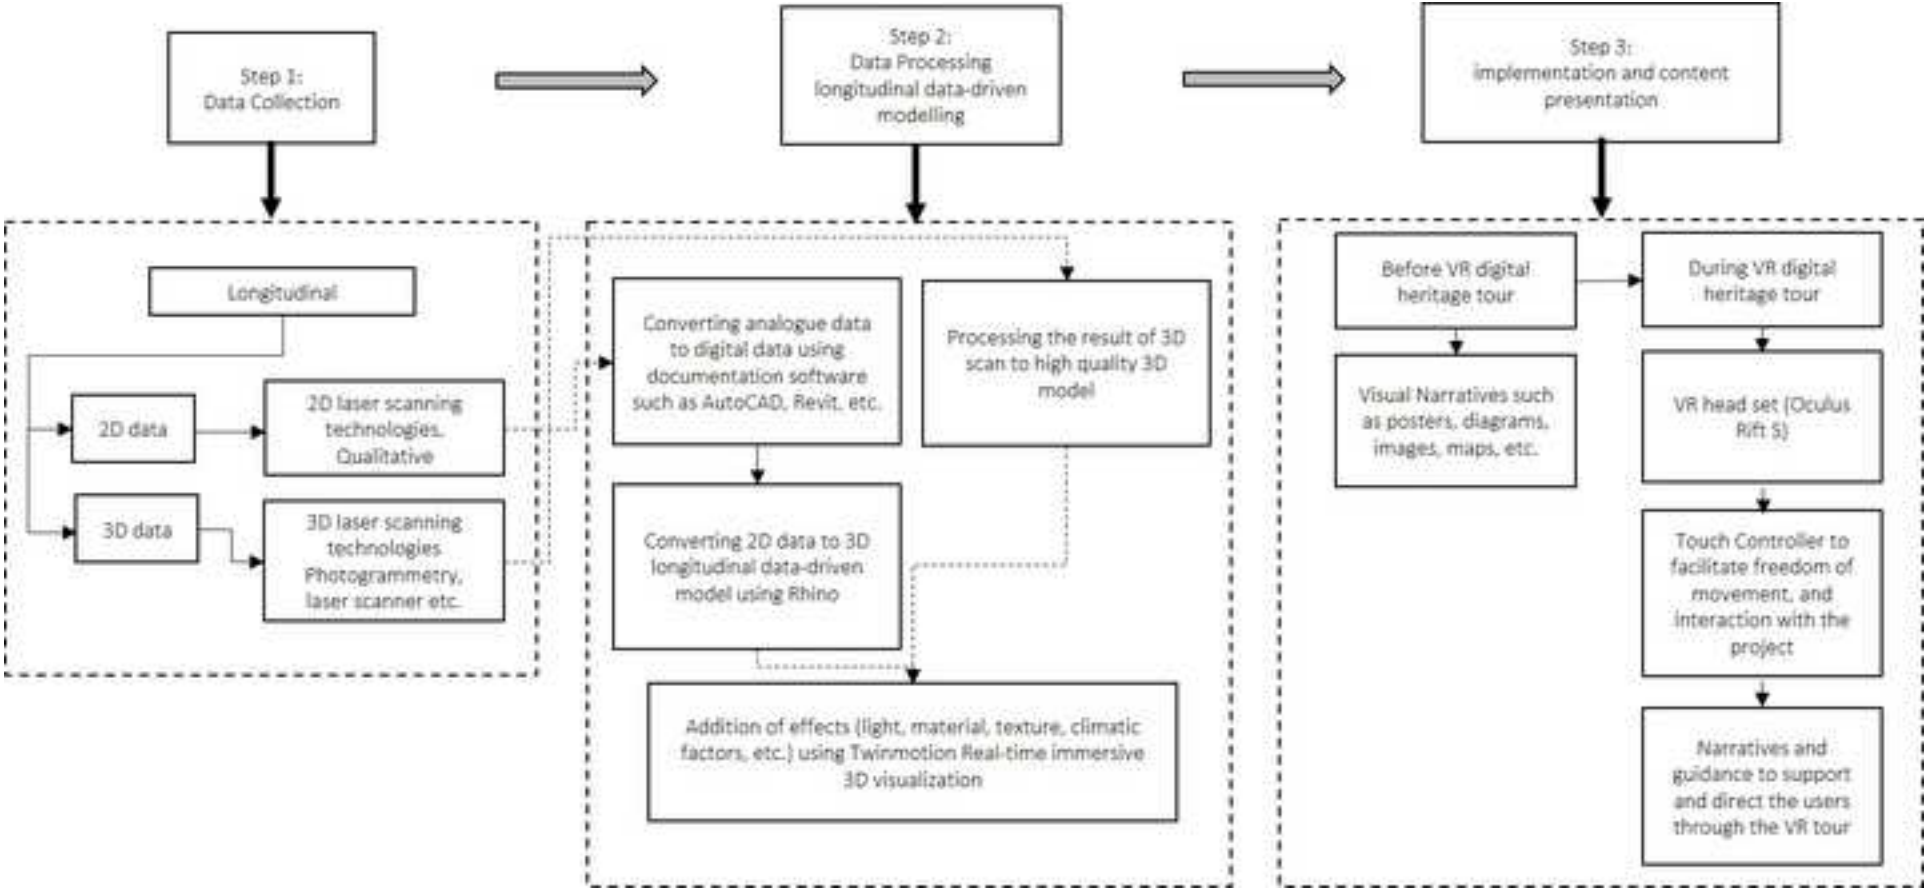 Step 1:
Data Collection
Step 2:
Data Processing
longitudinal data-driven
modelling
Step 3:
implementation and content
presentation
Longitudinal
2D data
2D laser scanning
technologies,
Qualitative
3D data
3D laser scanning
technologies
Photogrammetry,
laser scanner etc.
Converting analogue data
to digital data using
documentation software
such as AutoCAD, Revit, etc.
Processing the result of 3D
scan to high quality 3D
model
Converting 2D data to 3D
longitudinal data-driven
model using Rhino
Addition of effects (light, material, texture, climatic
factors, etc.) using Twinmotion Real-time immersive
3D visualization
Before VR digital
heritage tour
Visual Narratives such
as posters, diagrams,
images, maps, etc.
During VR digital
heritage tour
VR head set (Oculus
Rift S)
Touch Controller to
facilitate freedom of
movement, and
interaction with the
project
Narratives and
guidance to support
and direct the users
through the VR tour